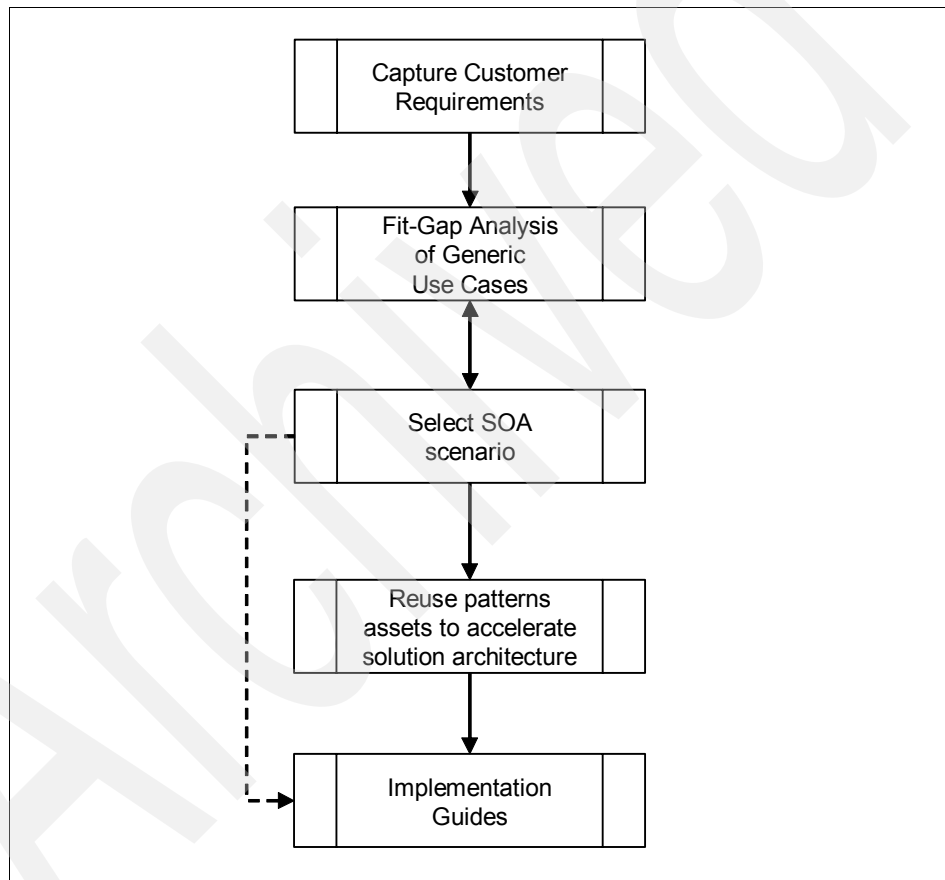 Capture Customer
Requirements
Fit-Gap Analysis
of Generic
Use Cases
Select SOA
scenario
Reuse patterns
assets to accelerate
solution architecture
Implementation
Guides
Archived